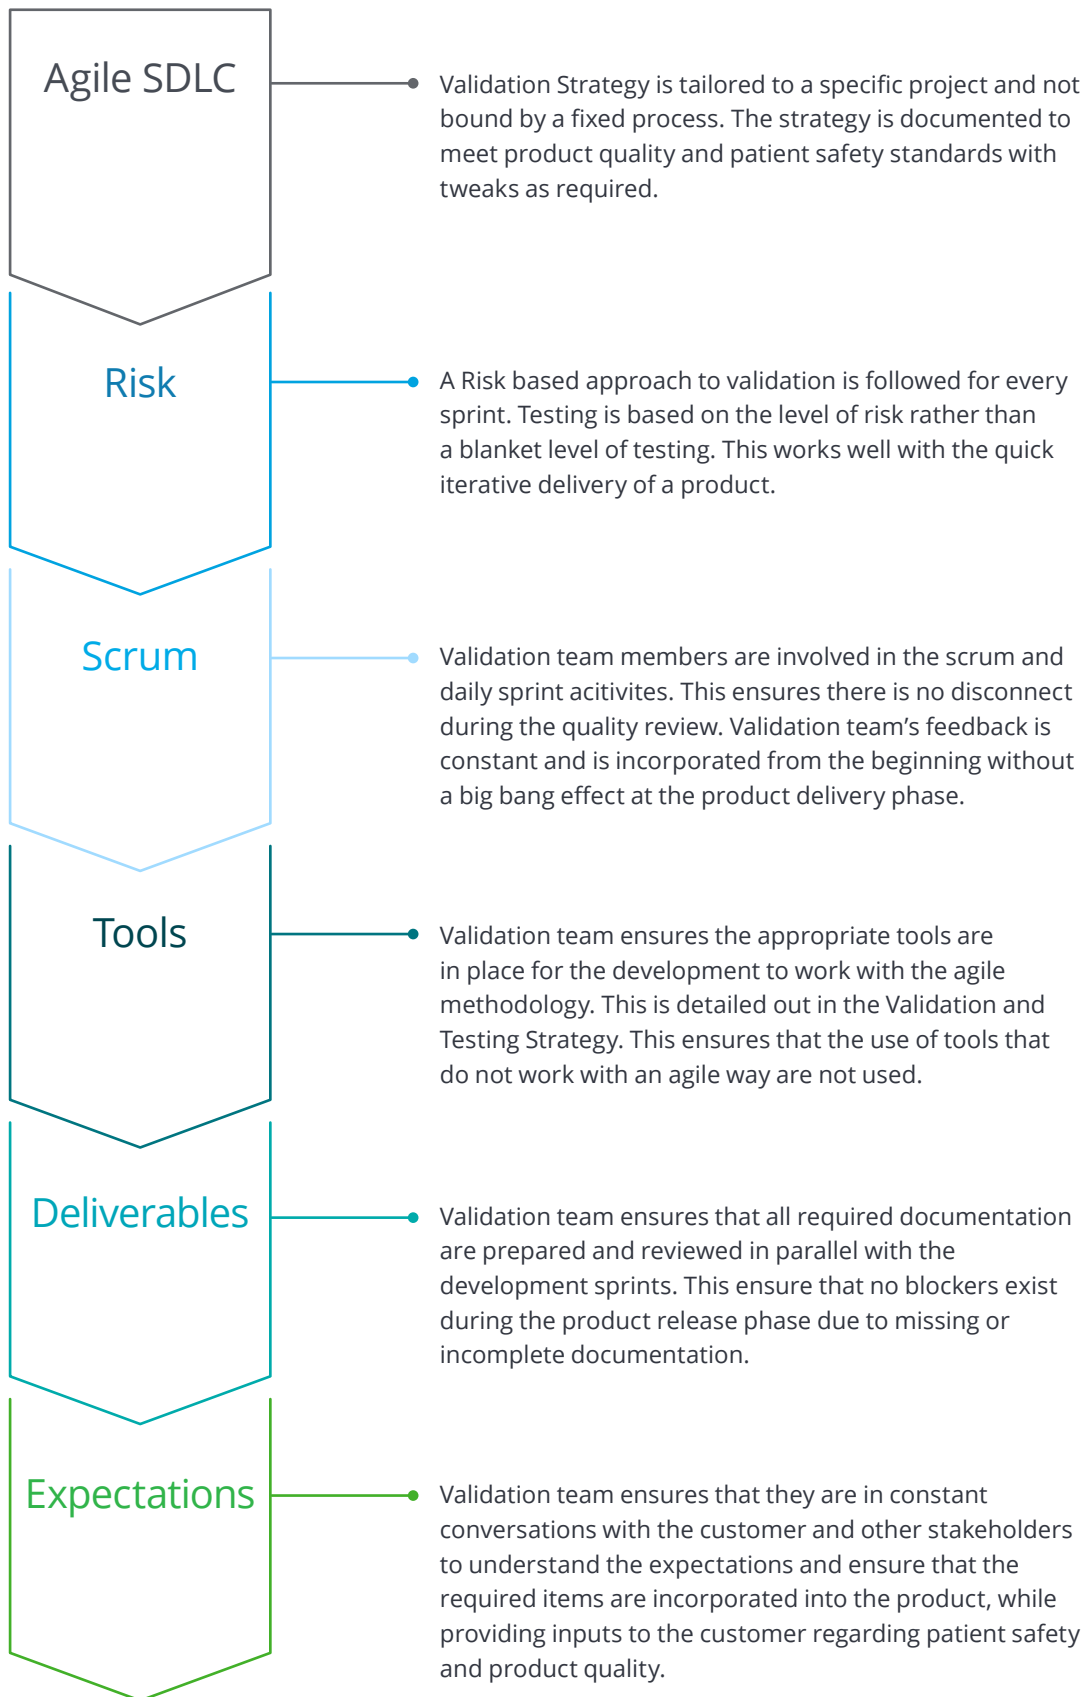 Agile SDLC
Validation Strategy is tailored to a specific project and not
bound by a fixed process. The strategy is documented to
meet product quality and patient safety standards with
tweaks as required.
Risk
A Risk based approach to validation is followed for every
sprint. Testing is based on the level of risk rather than
a blanket level of testing. This works well with the quick
iterative delivery of a product.
Scrum
Validation team members are involved in the scrum and
daily sprint acitivites. This ensures there is no disconnect
during the quality review. Validation team’s feedback is
constant and is incorporated from the beginning without
a big bang effect at the product delivery phase.
Tools
Validation team ensures the appropriate tools are
in place for the development to work with the agile
methodology. This is detailed out in the Validation and
Testing Strategy. This ensures that the use of tools that
do not work with an agile way are not used.
Deliverables
Validation team ensures that all required documentation
are prepared and reviewed in parallel with the
development sprints. This ensure that no blockers exist
during the product release phase due to missing or
incomplete documentation.
Expectations
Validation team ensures that they are in constant
conversations with the customer and other stakeholders
to understand the expectations and ensure that the
required items are incorporated into the product, while
providing inputs to the customer regarding patient safety
and product quality.